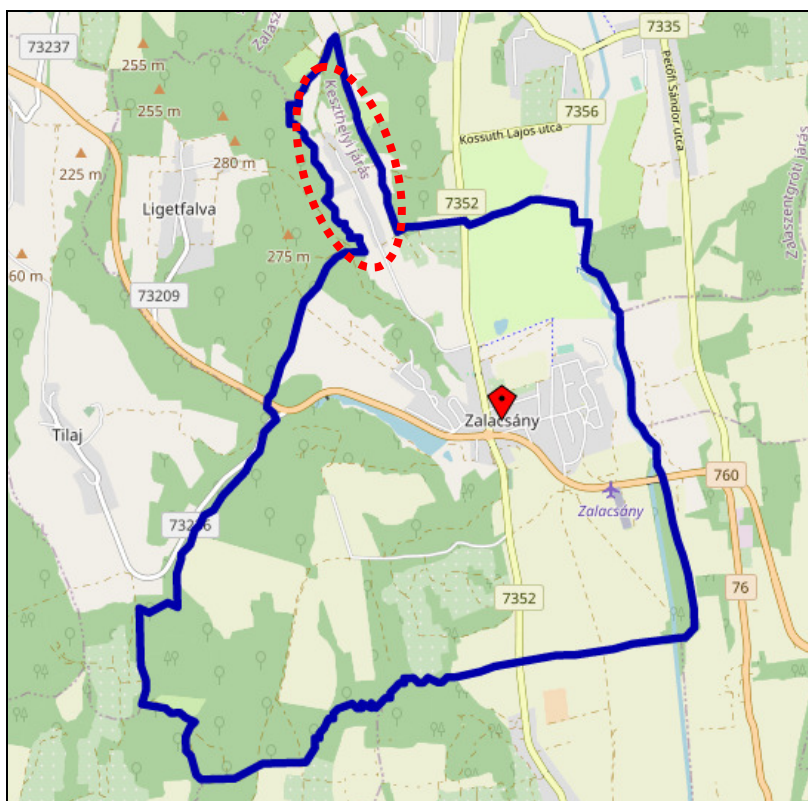 73237
7335
Zalasz
255 m
Petőfi Sándor utca
255 m
7356
Keszthelyi járás
280 m
Kossuth Lajos utca
225 m
Zalaszentgróti járás
7352
Ligetfalva
275 m
60 m
73209
Zalacsány
Tilaj
760
Zalacsány
7352
76